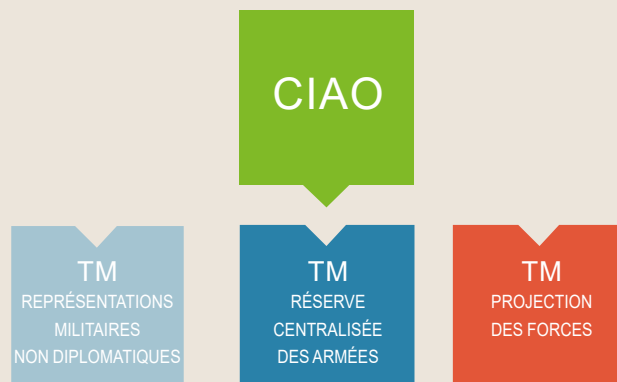 CIAO
TM
REPRÉSENTATIONS
MILITAIRES
NON DIPLOMATIQUES
TM
RÉSERVE
CENTRALISÉE
DES ARMÉES
TM
PROJECTION
DES FORCES